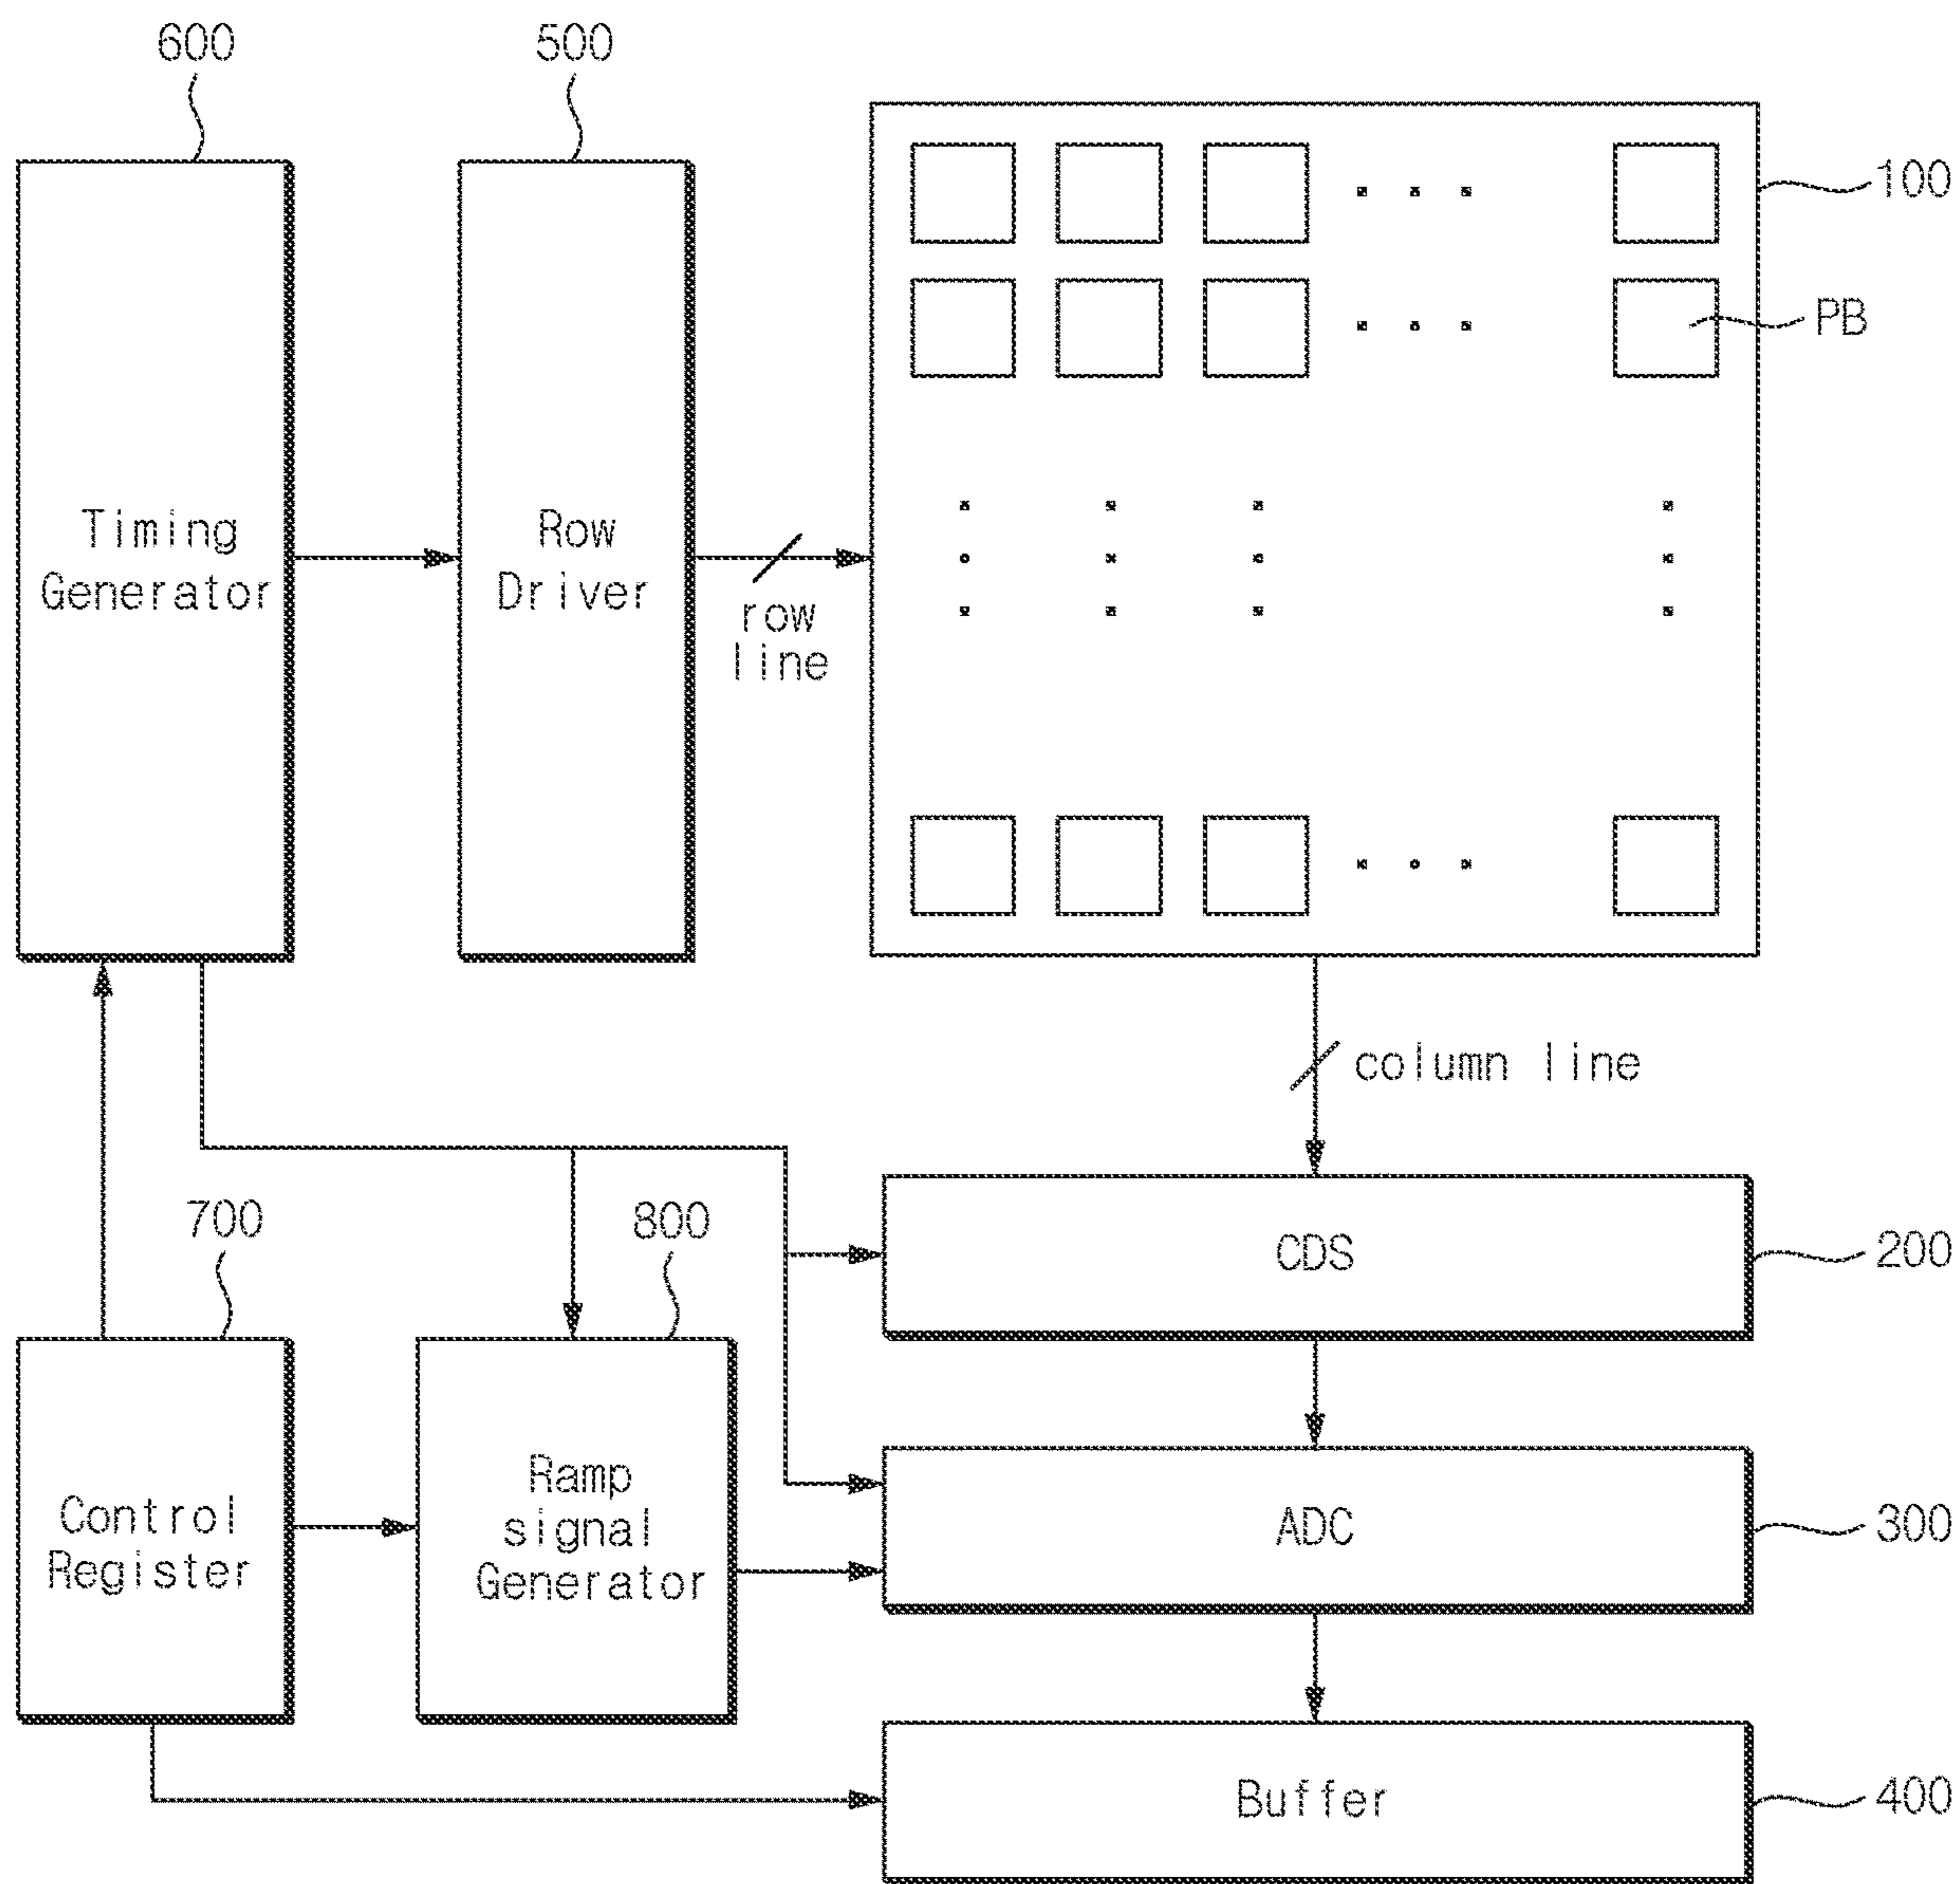 600
500
100
PB
Timing
Generator
Row
Driver
row
line
column line
700
800
CDS
200
Control
Register
Ramp
signal
Generator
ADC
300
Buffer
400